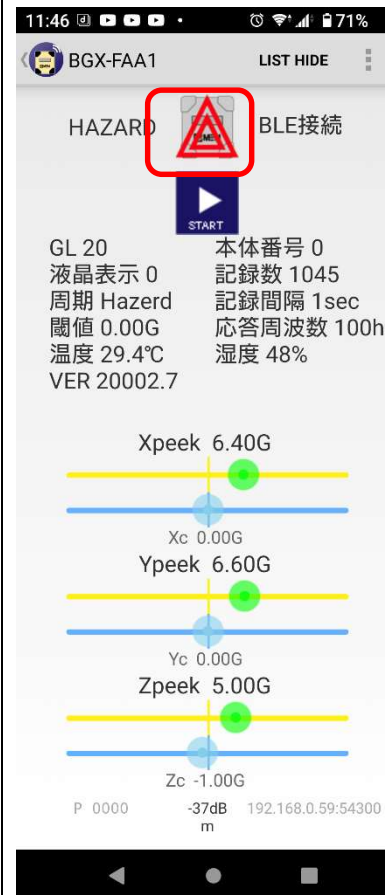 11:46 71%
BGX-FAA1 LIST HIDE
HAZARD BLE接続
START
GL 20 本体番号 0
液晶表示 0 記録数 1045
周期 Hazerd 記録間隔 1sec
閾値 0.00G 応答周波数 100h
温度 29.4℃ 湿度 48%
VER 20002.7
Xpeek 6.40G
Xc 0.00G
Ypeek 6.60G
Yc 0.00G
Zpeek 5.00G
Zc -1.00G
P 0000 -37dB 192.168.0.59:54300
m